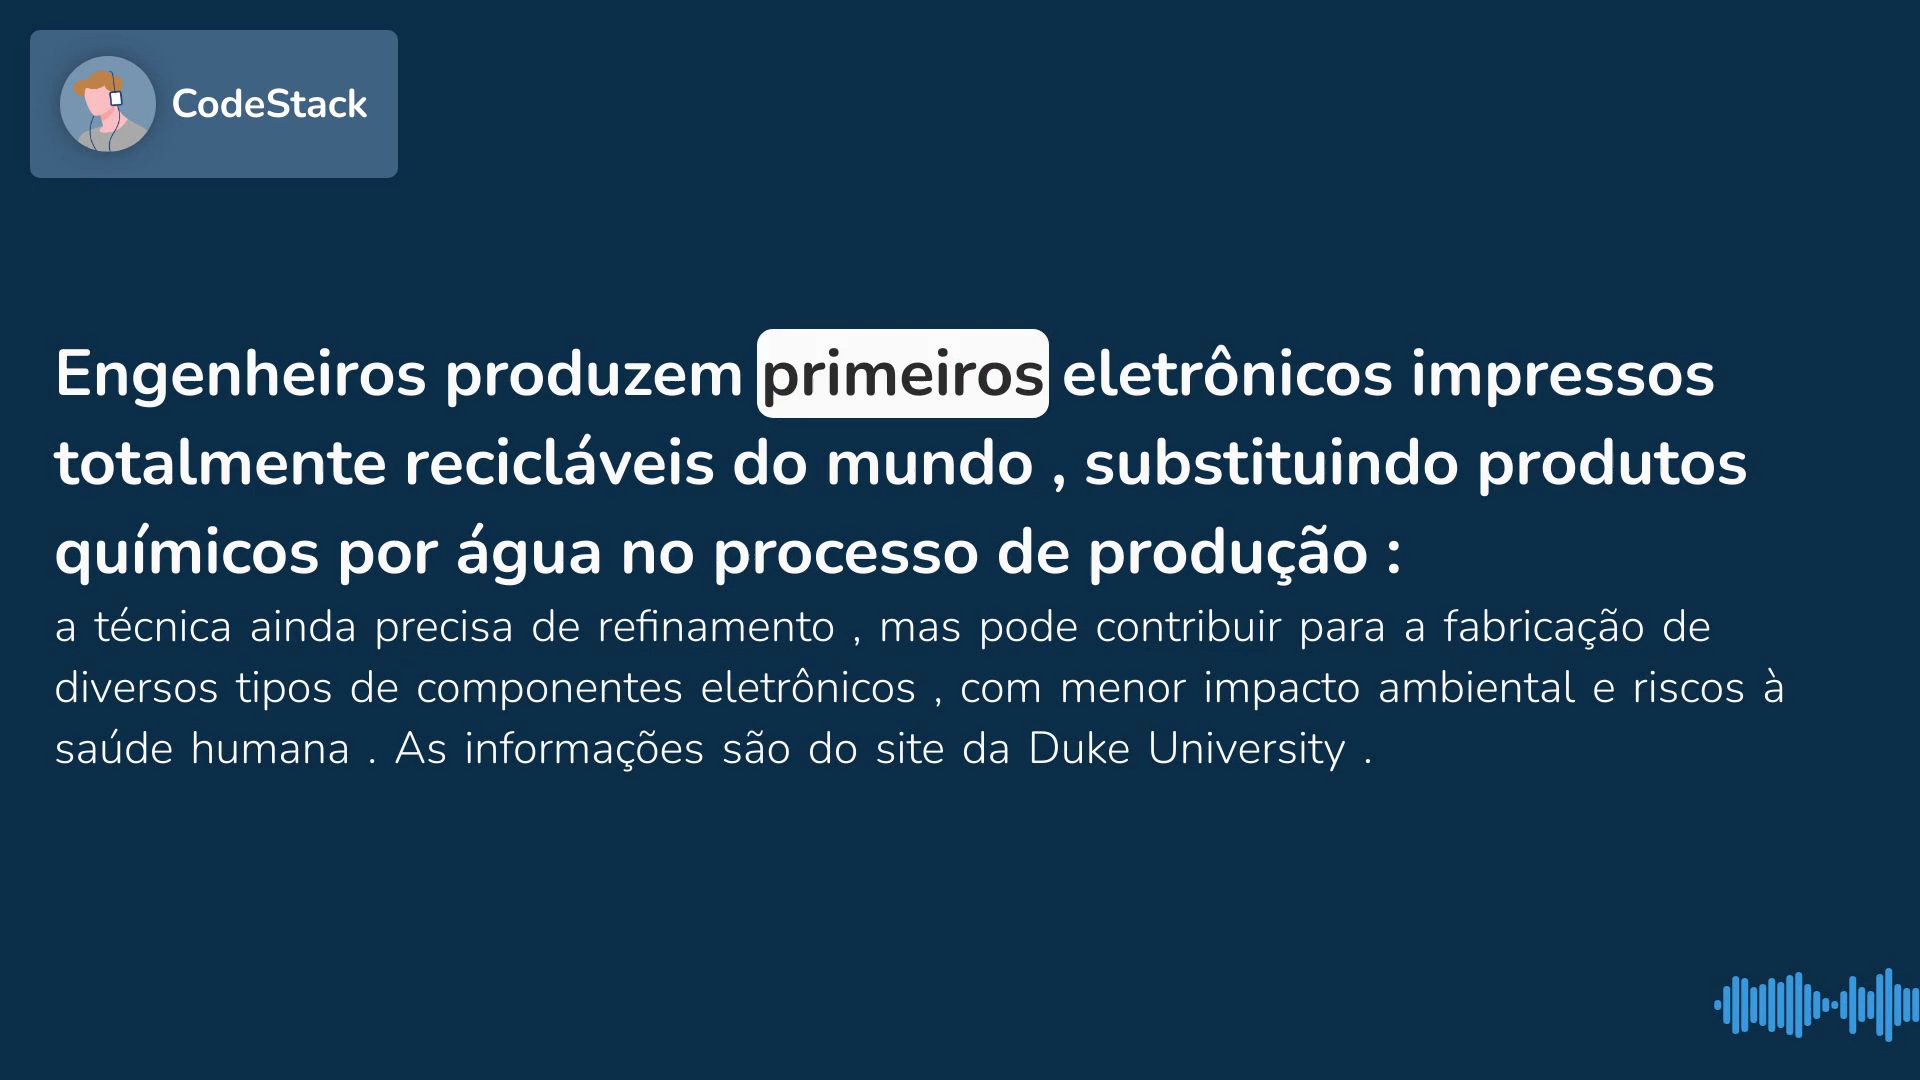 CodeStack
Engenheiros produzem primeiros eletrônicos impressos
totalmente recicláveis do mundo , substituindo produtos
químicos por água no processo de produção :
a técnica ainda precisa de refinamento , mas pode contribuir para a fabricação de
diversos tipos de componentes eletrônicos , com menor impacto ambiental e riscos à
saúde humana . As informações são do site da Duke University .